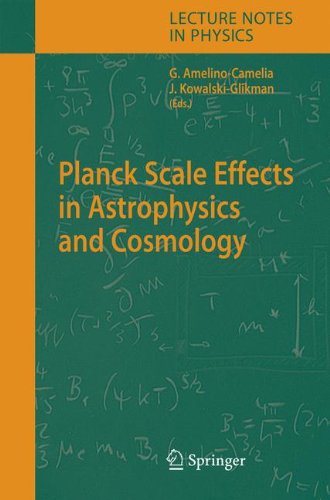 LECTURE NOTES
IN PHYSICS
G. Amelino-Camelia
J. Kowalski-Glikman
(Eds.)
Planck Scale Effects
in Astrophysics
and Cosmology
Springer